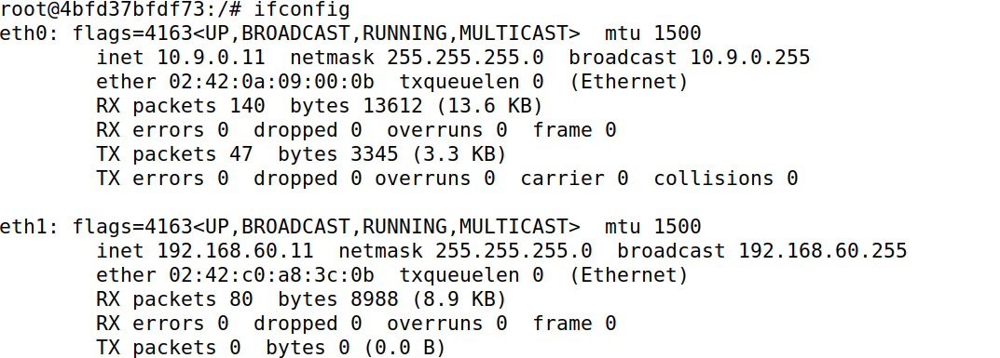 root@4bfd37bfdf73:/# ifconfig
eth0: flags=4163<UP,BROADCAST,RUNNING,MULTICAST>  mtu 1500
        inet 10.9.0.11  netmask 255.255.255.0  broadcast 10.9.0.255
        ether 02:42:0a:09:00:0b  txqueuelen 0  (Ethernet)
        RX packets 140  bytes 13612 (13.6 KB)
        RX errors 0  dropped 0  overruns 0  frame 0
        TX packets 47  bytes 3345 (3.3 KB)
        TX errors 0  dropped 0 overruns 0  carrier 0  collisions 0

eth1: flags=4163<UP,BROADCAST,RUNNING,MULTICAST>  mtu 1500
        inet 192.168.60.11  netmask 255.255.255.0  broadcast 192.168.60.255
        ether 02:42:c0:a8:3c:0b  txqueuelen 0  (Ethernet)
        RX packets 80  bytes 8988 (8.9 KB)
        RX errors 0  dropped 0  overruns 0  frame 0
        TX packets 0  bytes 0 (0.0 B)